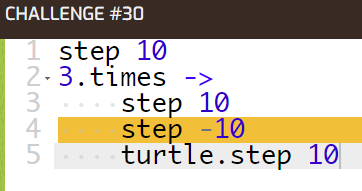 CHALLENGE #30
1 step 10
2 3.times ->
3 step 10
4 step -10
5 turtle.step 10